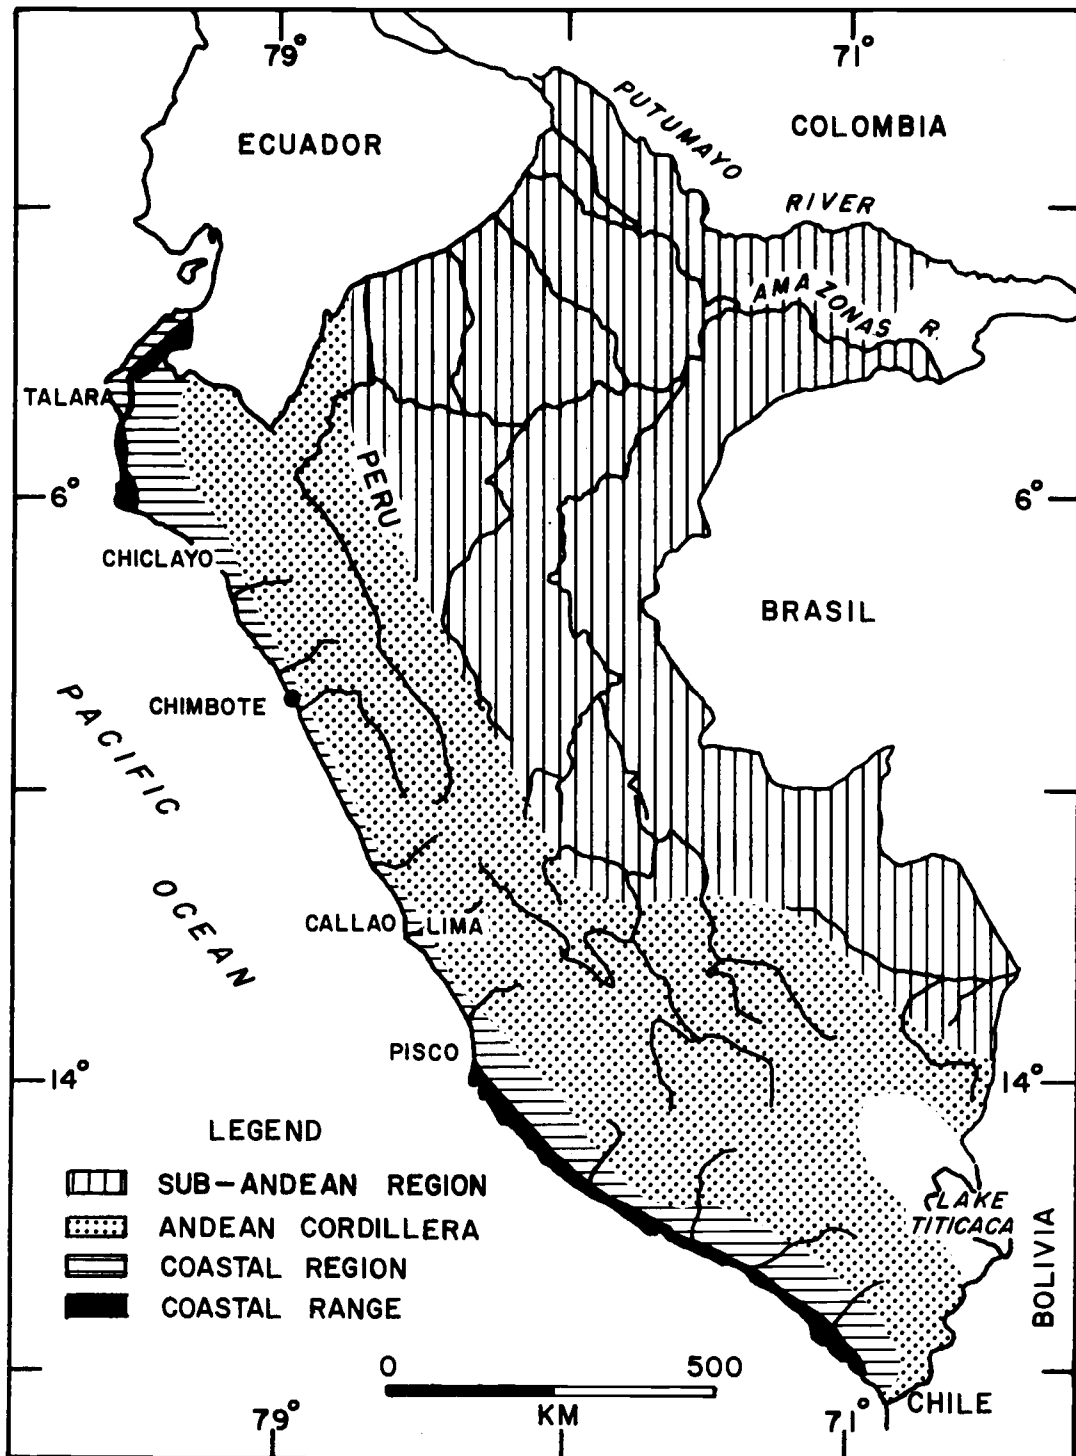 79°
71°
ECUADOR
PUTUMAYO
COLOMBIA
RIVER
AMAZONAS R.
TALARA
PERU
6°
6°
CHICLAYO
BRASIL
CHIMBOTE
PACIFIC
OCEAN
CALLAO LIMA
PISCO
14°
14°
LEGEND
SUB-ANDEAN REGION
ANDEAN CORDILLERA
COASTAL REGION
COASTAL RANGE
LAKE
TITICACA
BOLIVIA
0 500
KM
CHILE
79°
71°